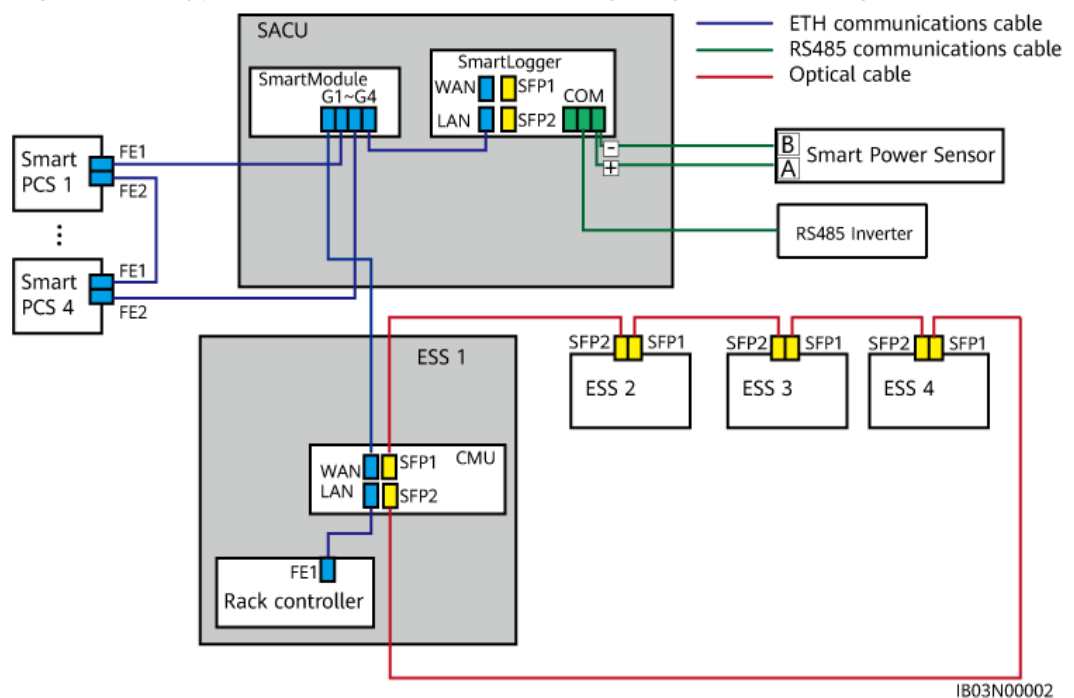 SACU
ETH communications cable
RS485 communications cable
Optical cable
SmartModule
G1~G4
SmartLogger
WAN
SFP1
COM
LAN
SFP2
-
+
B
A
Smart Power Sensor
RS485 Inverter
Smart
PCS 1
FE1
FE2
⋮
Smart
PCS 4
FE1
FE2
ESS 1
SFP2
SFP1
ESS 2
SFP2
SFP1
ESS 3
SFP2
SFP1
ESS 4
WAN
SFP1
CMU
LAN
SFP2
FE1
Rack controller
IB03N00002